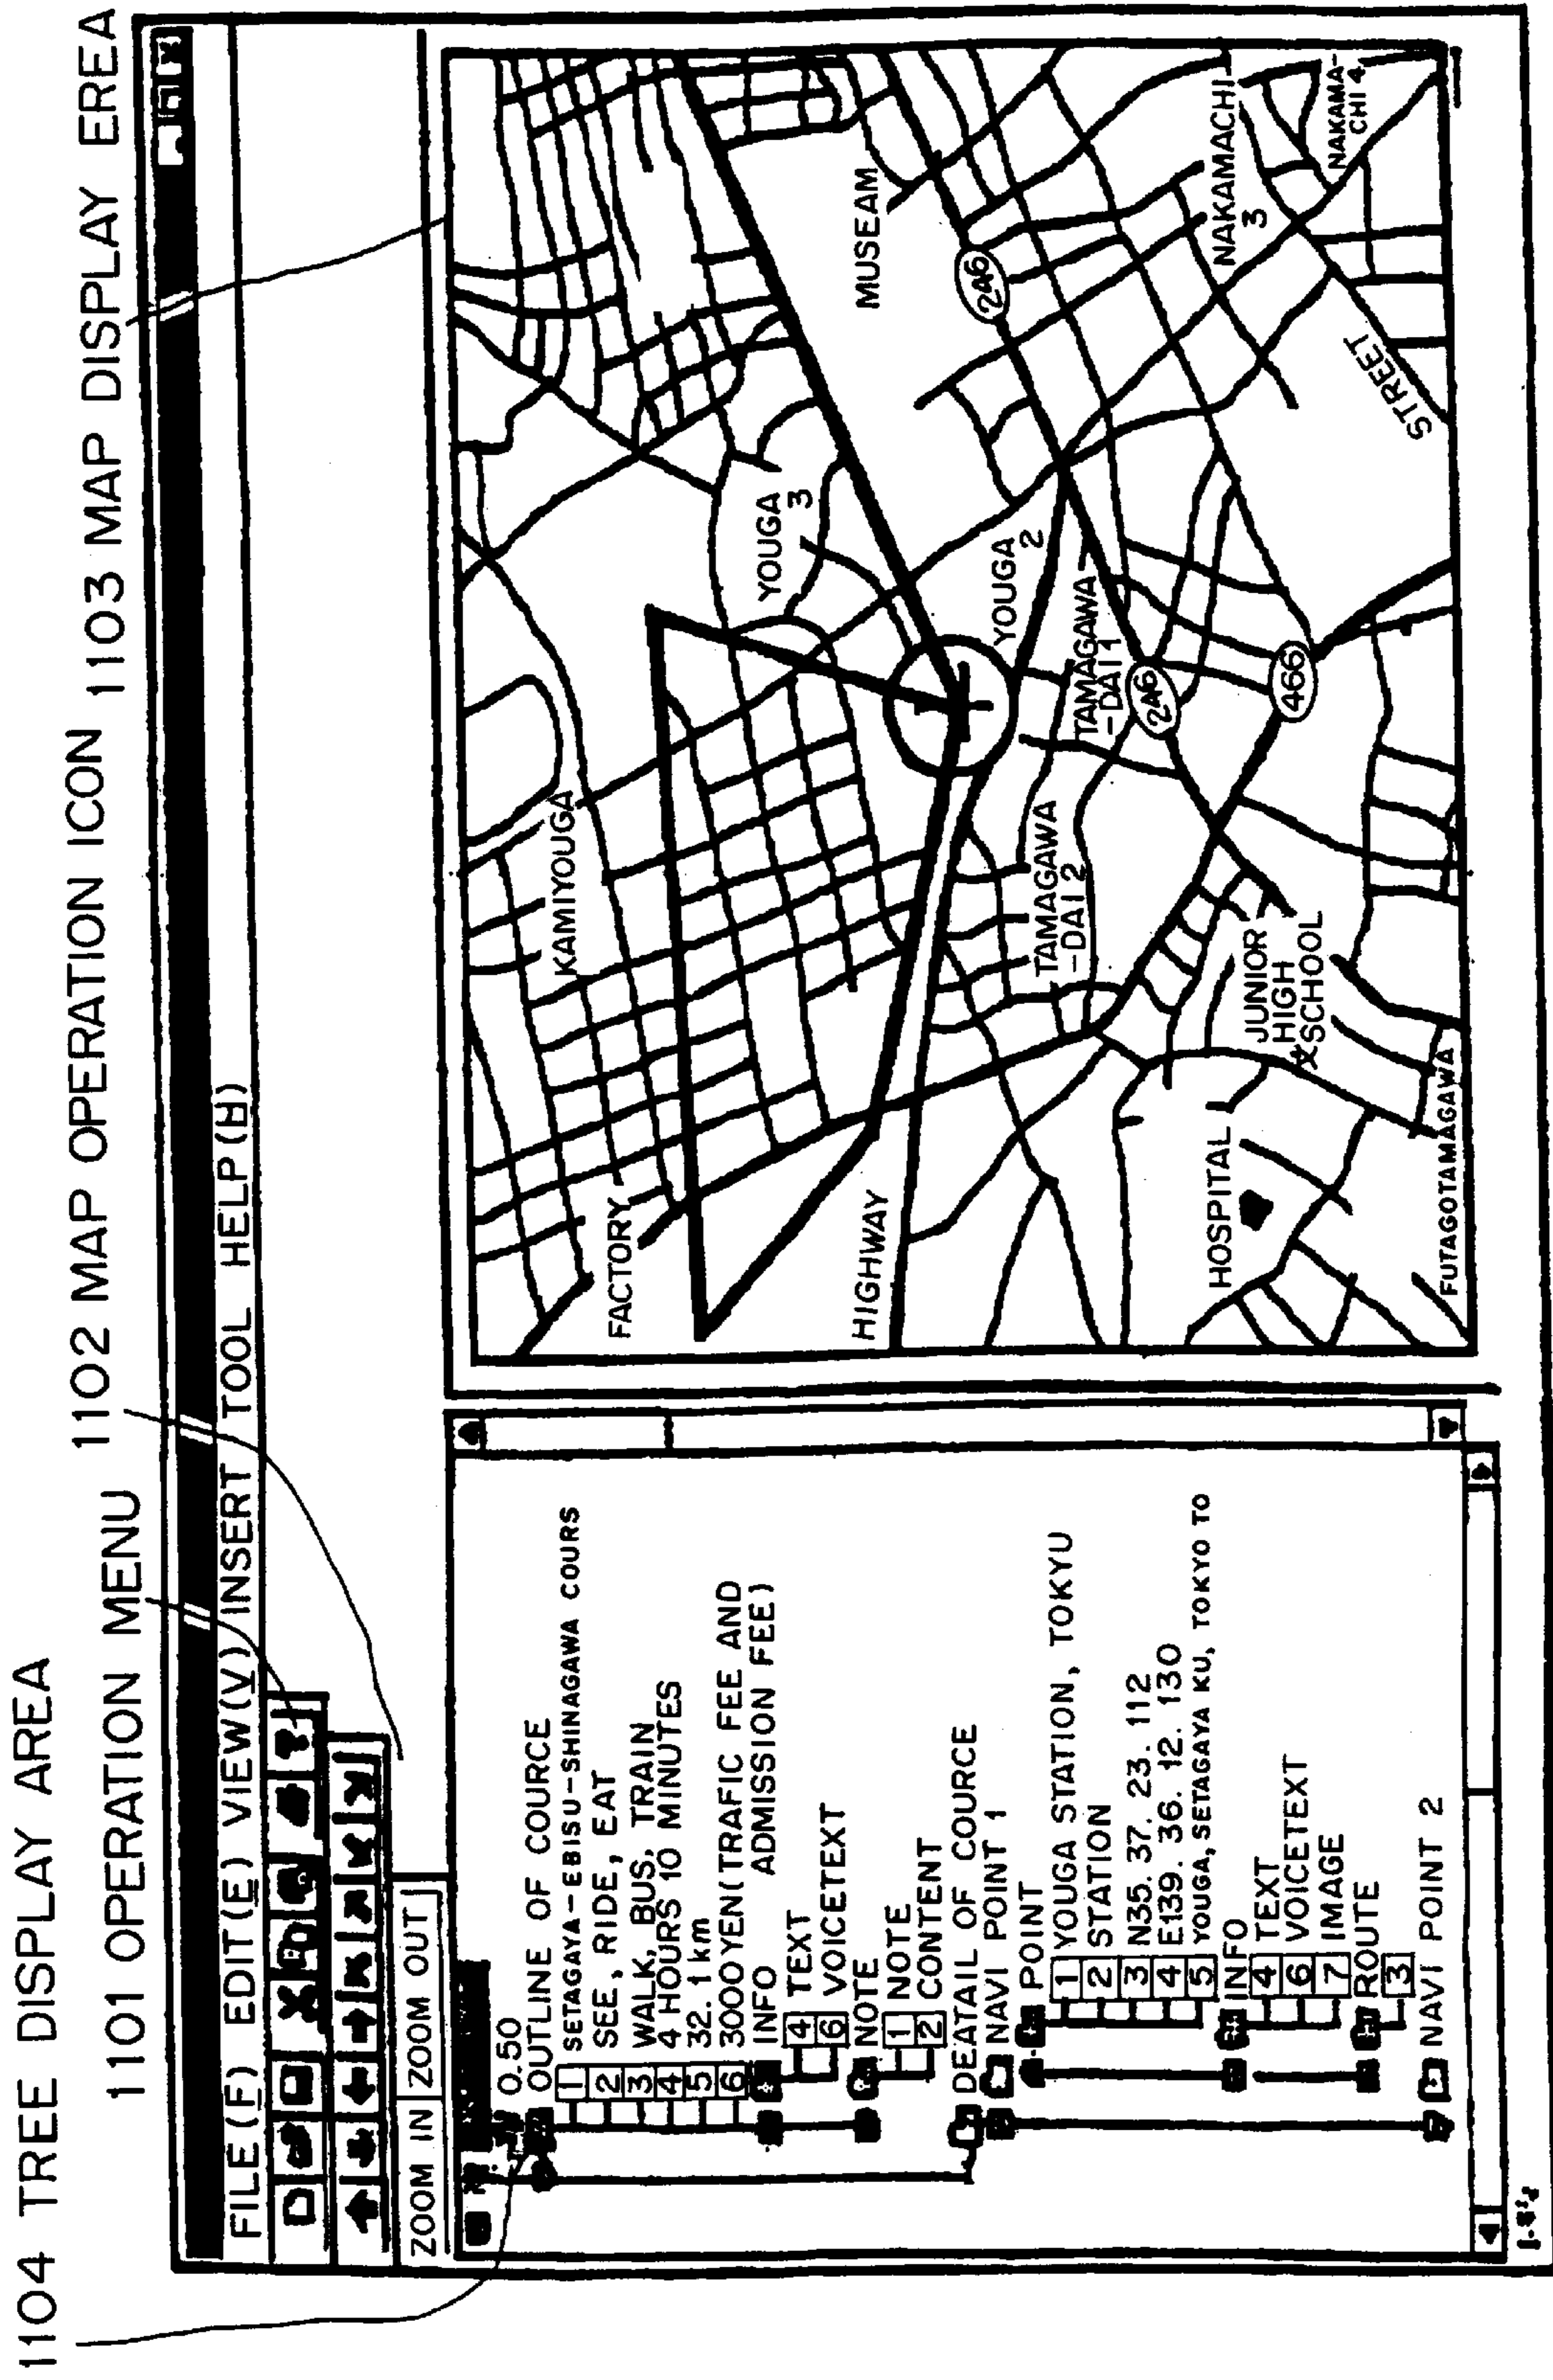 1104 TREE DISPLAY AREA
1101 OPERATION MENU
1102 MAP OPERATION ICON
1103 MAP DISPLAY EREA
FILE(F) EDIT(E) VIEW(V) INSERT TOOL HELP(H)
?
ZOOM IN ZOOM OUT
0.50
OUTLINE OF COURCE
1 SETAGAYA-EBISU-SHINAGAWA COURS
2 SEE, RIDE, EAT
3 WALK, BUS, TRAIN
4 4 HOURS 10 MINUTES
5 32.1km
6 3000YEN(TRAFIC FEE AND
ADMISSION FEE)
INFO
4 TEXT
6 VOICETEXT
NOTE
1 NOTE
2 CONTENT
DEATAIL OF COURCE
NAVI POINT 1
POINT
1 YOUGA STATION, TOKYU
2 STATION
3 N35. 37. 23. 112
4 E139. 36. 12. 130
5 YOUGA, SETAGAYA KU, TOKYO TO
INFO
4 TEXT
6 VOICETEXT
7 IMAGE
ROUTE
3
NAVI POINT 2
KAMIYOUGA
FACTORY
YOUGA
3
MUSEAM
HIGHWAY
246
YOUGA
2
TAMAGAWA
-DAI 1
TAMAGAWA
-DAI 2
246
NAKAMACHI
3
NAKAMA-
CHI 4
466
JUNIOR
HIGH
文SCHOOL
HOSPITAL
STREET
FUTAGOTAMAGAWA